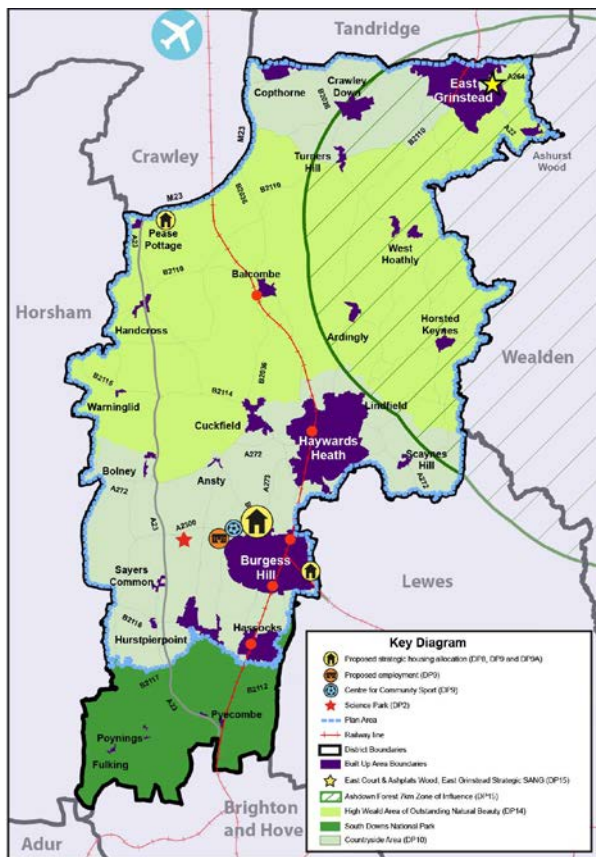 Tandridge
Copthorne
Crawley
Down
B2028
East
Grinstead
A264
M23
B2110
A22
Ashurst
Wood
Crawley
Turners
Hill
M23
B2036
B2110
A23
Pease
Pottage
West
Hoathly
B2110
Balcombe
Horsham
Handcross
Ardingly
Horsted
Keynes
Wealden
B2036
B2115
B2114
Warninglid
Cuckfield
Lindfield
Haywards
Heath
Scaynes
Hill
Bolney
A272
Ansty
A272
A272
A273
A23
A2300
Burgess
Hill
Sayers
Common
Lewes
B2118
Hurstpierpoint
Hassocks
B2117
A23
B2112
Pyecombe
Poynings
Fulking
Brighton
and Hove
Adur
Key Diagram
Proposed strategic housing allocation (DP8, DP9 and DP9A)
Proposed employment (DP9)
Centre for Community Sport (DP9)
Science Park (DP2)
Plan Area
Railway line
District Boundaries
Built Up Area Boundaries
East Court & Ashplats Wood, East Grinstead Strategic SANG (DP15)
Ashdown Forest 7km Zone of Influence (DP15)
High Weald Area of Outstanding Natural Beauty (DP14)
South Downs National Park
Countryside Area (DP10)